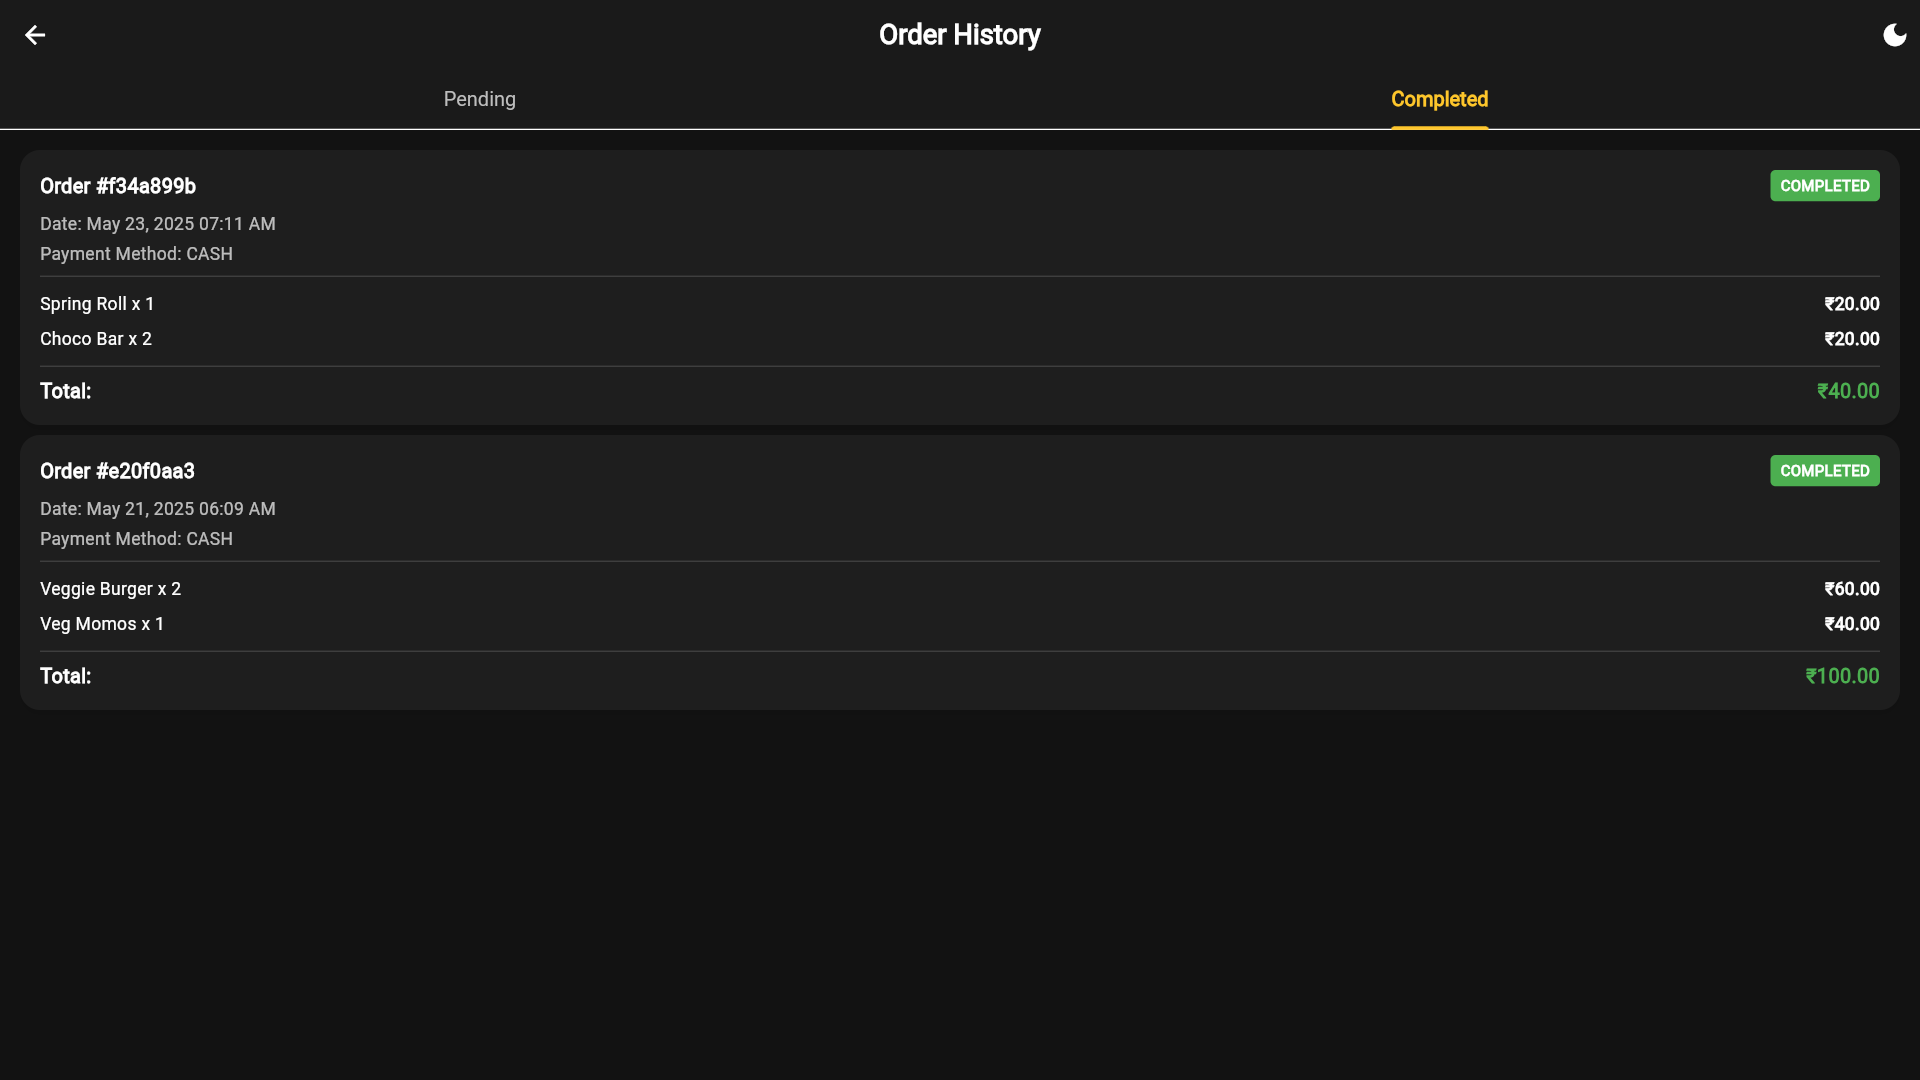 Order History
Pending
Completed
Order #f34a899b
COMPLETED
Date: May 23, 2025 07:11 AM
Payment Method: CASH
Spring Roll x 1
₹20.00
Choco Bar x 2
₹20.00
Total:
₹40.00
Order #e20f0aa3
COMPLETED
Date: May 21, 2025 06:09 AM
Payment Method: CASH
Veggie Burger x 2
₹60.00
Veg Momos x 1
₹40.00
Total:
₹100.00